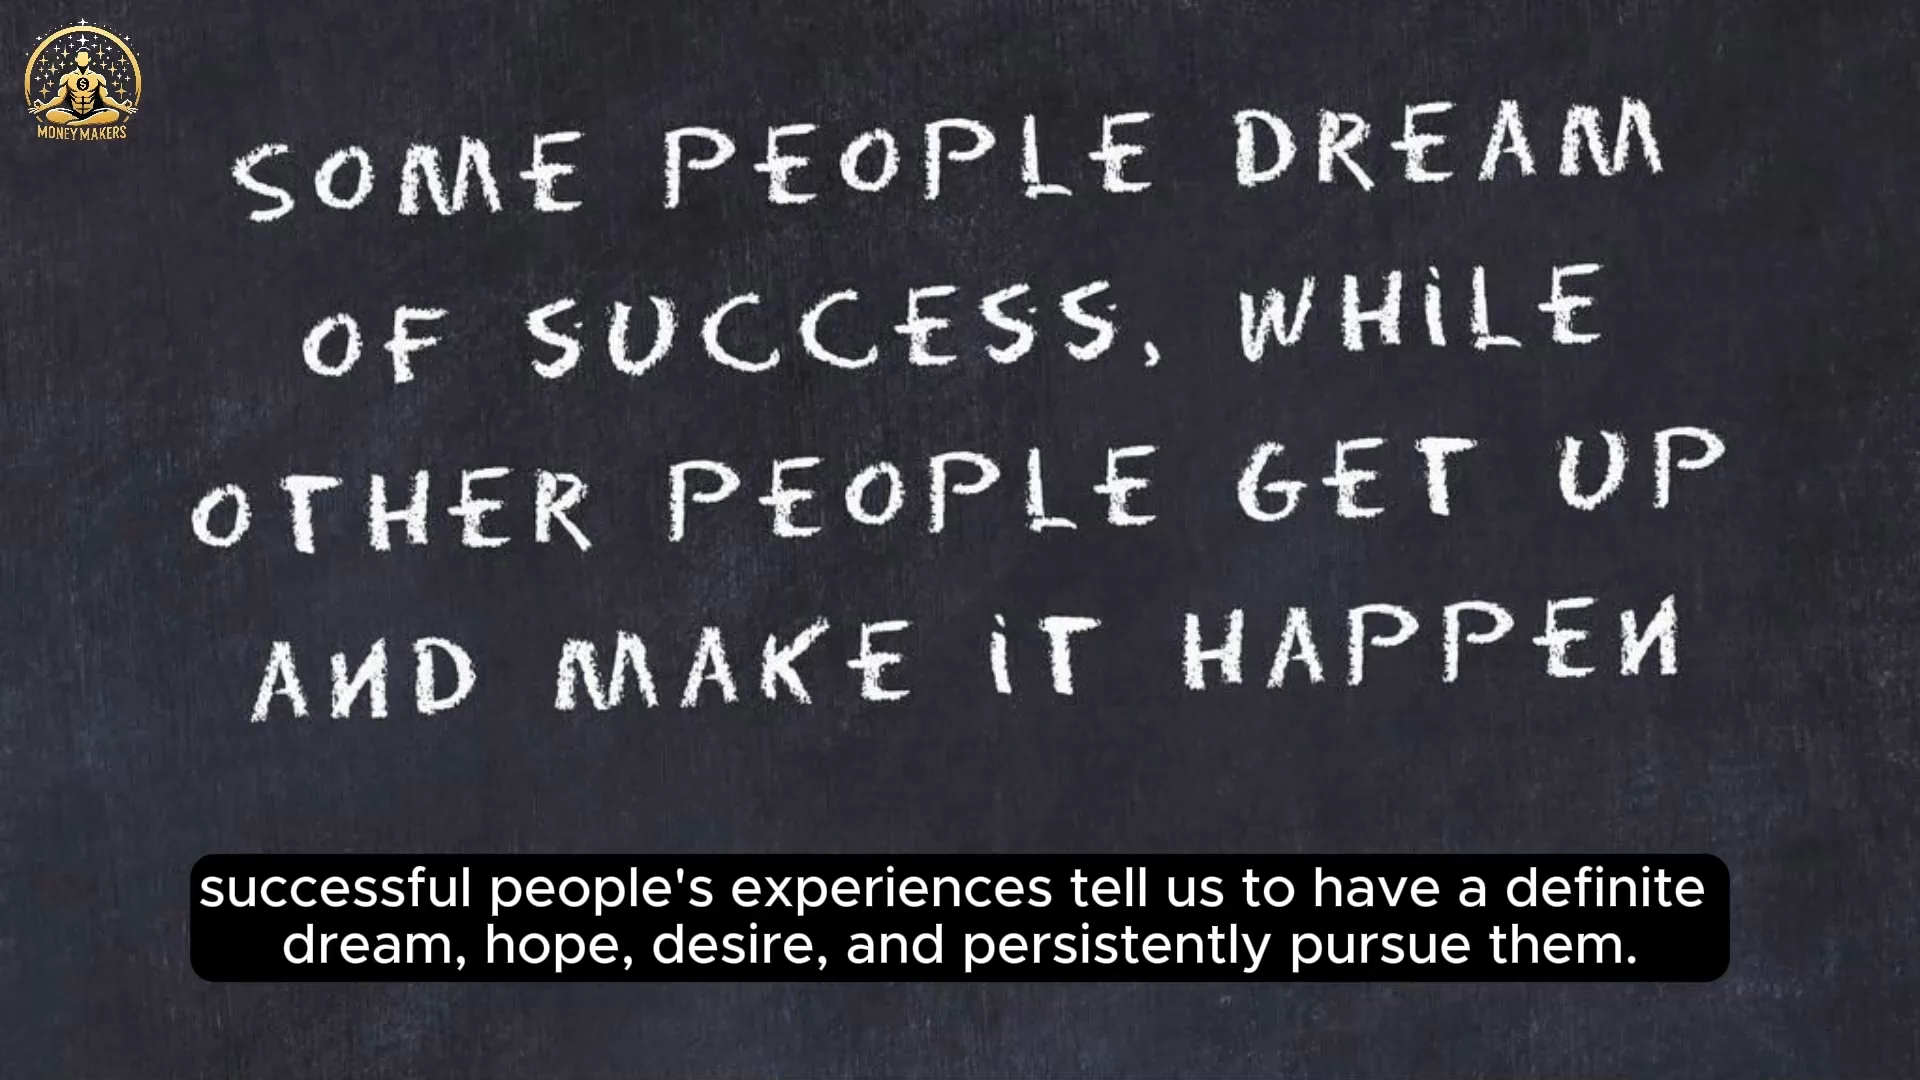 MONEY MAKERS
SOME PEOPLE DREAM
OF SUCCESS, WHiLE
OTHER PEOPLE GET UP
AND MAKE iT HAPPEN
successful people's experiences tell us to have a definite
dream, hope, desire, and persistently pursue them.